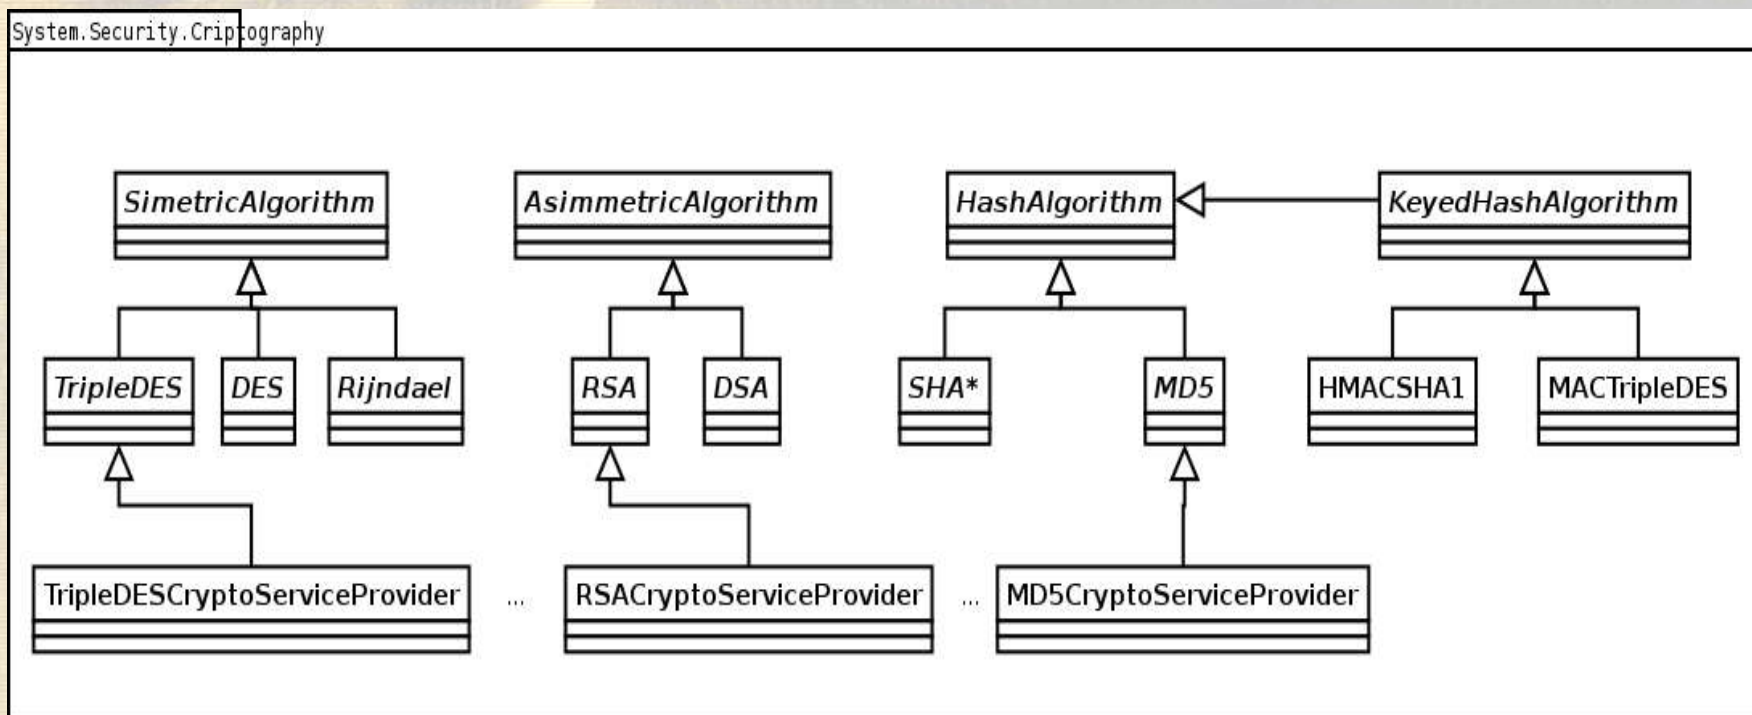 System.Security.Criptography
SimetricAlgorithm
AsimmetricAlgorithm
HashAlgorithm
KeyedHashAlgorithm
TripleDES
DES
Rijndael
RSA
DSA
SHA*
MD5
HMACSHA1
MACTripleDES
TripleDESCryptoServiceProvider
...
RSACryptoServiceProvider
...
MD5CryptoServiceProvider